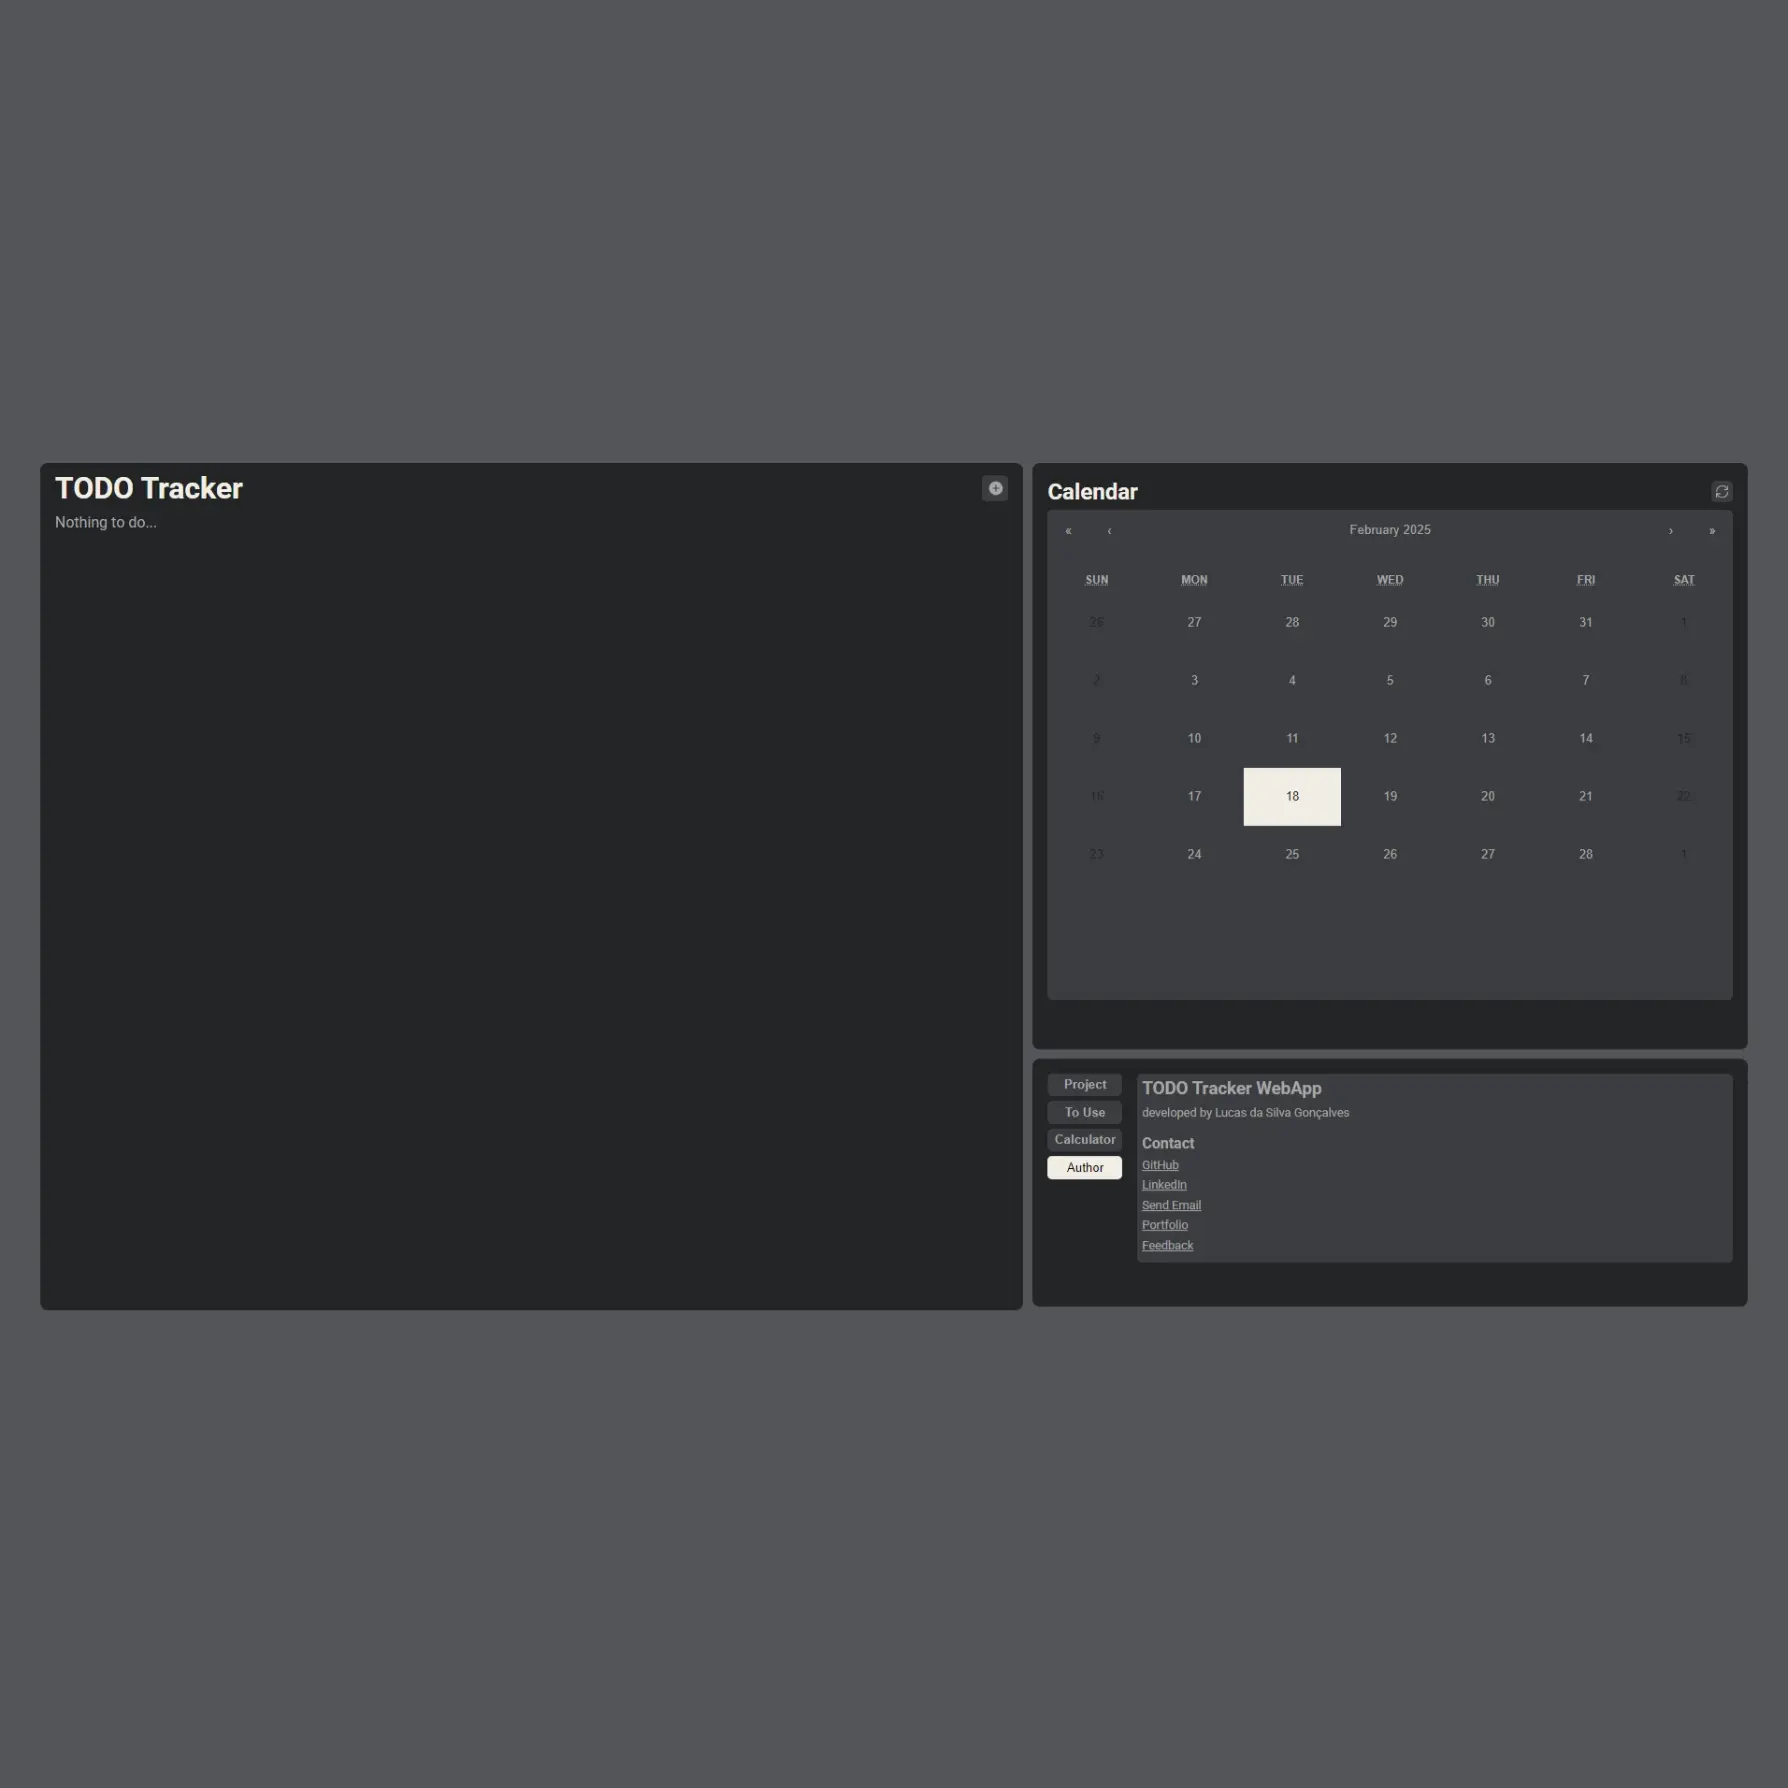 TODO Tracker
Nothing to do...
Calendar
« ‹ February 2025 › »
SUN MON TUE WED THU FRI SAT
26 27 28 29 30 31 1
2 3 4 5 6 7 8
9 10 11 12 13 14 15
16 17 18 19 20 21 22
23 24 25 26 27 28 1
Project
To Use
Calculator
Author
TODO Tracker WebApp
developed by Lucas da Silva Gonçalves
Contact
GitHub
LinkedIn
Send Email
Portfolio
Feedback